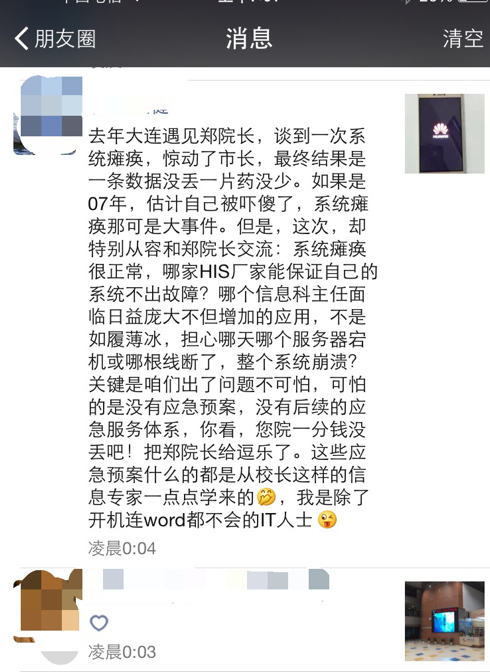 朋友圈
消息
清空
去年大连遇见郑院长，谈到一次系
统瘫痪，惊动了市长，最终结果是
一条数据没丢一片药没少。如果是
07年，估计自己被吓傻了，系统瘫
痪那可是大事件。但是，这次，却
特别从容和郑院长交流：系统瘫痪
很正常，哪家HIS厂家能保证自己的
系统不出故障？哪个信息科主任面
临日益庞大不但增加的应用，不是
如履薄冰，担心哪天哪个服务器宕
机或哪根线断了，整个系统崩溃？
关键是咱们出了问题不可怕，可怕
的是没有应急预案，没有后续的应
急服务体系，你看，您院一分钱没
丢吧！把郑院长给逗乐了。这些应
急预案什么的都是从校长这样的信
息专家一点点学来的🤣，我是除了
开机连word都不会的IT人士😜
凌晨0:04
凌晨0:03